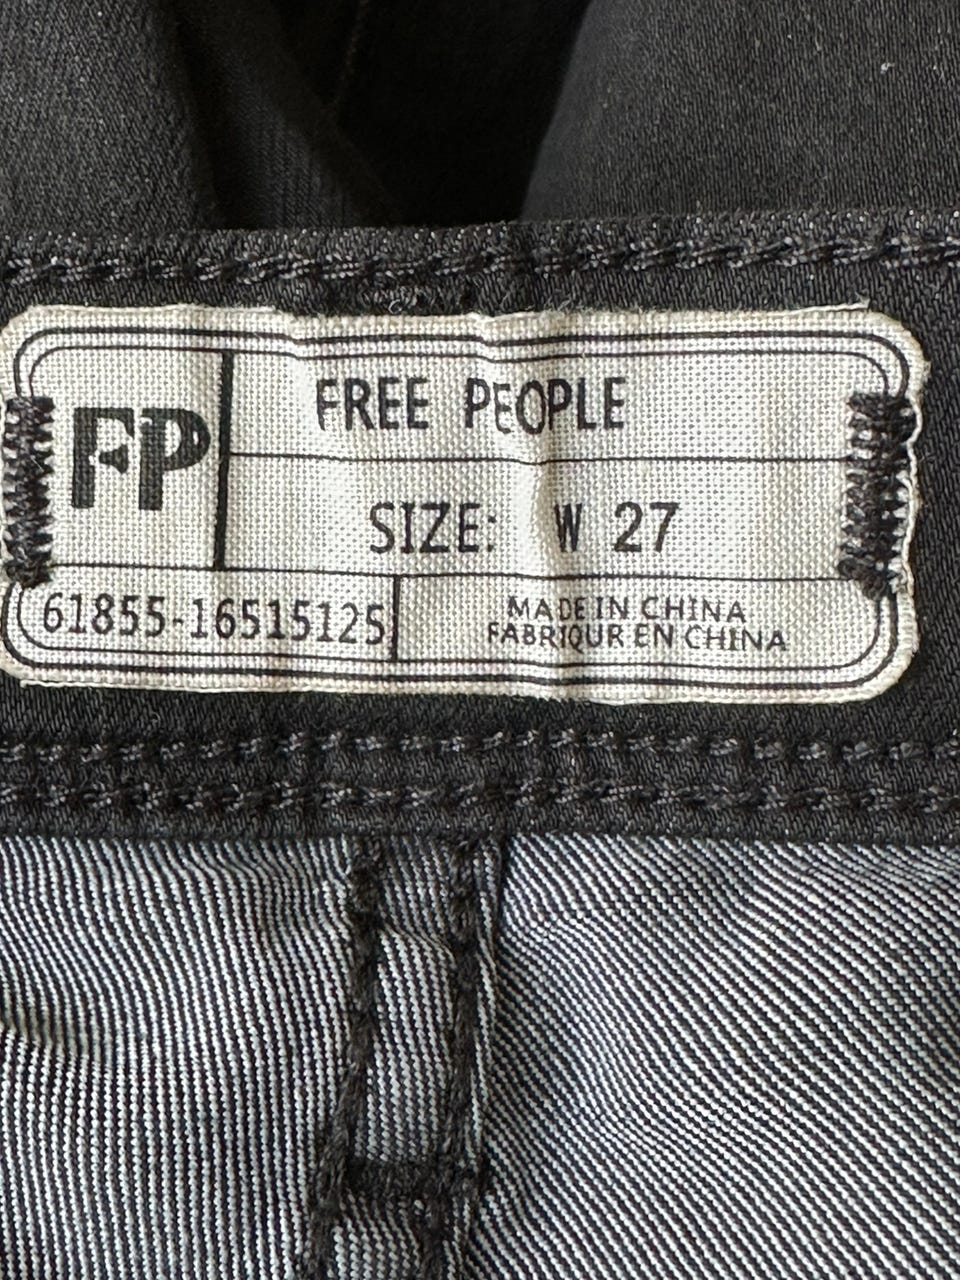 FP
FREE PEOPLE
SIZE: W 27
61855-16515125
MADE IN CHINA
FABRIQUR EN CHINA